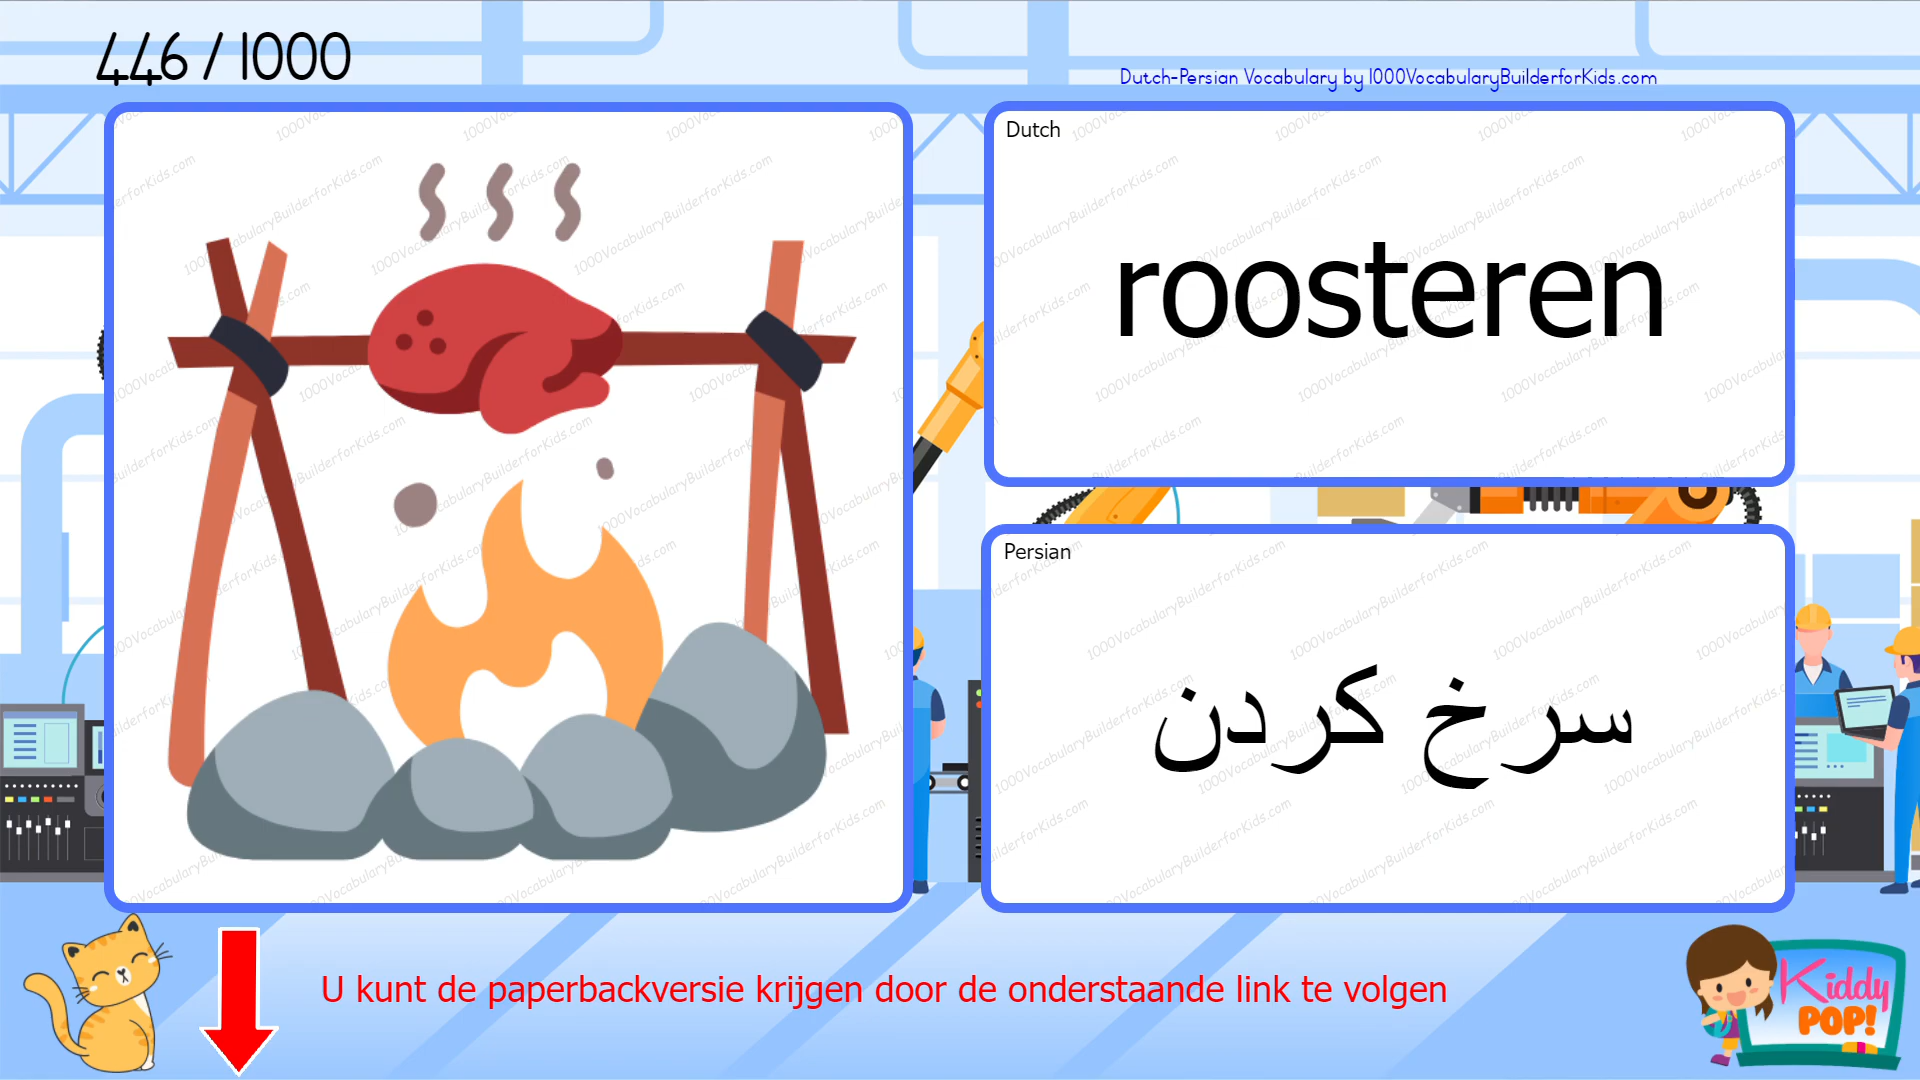 446 / 1000
Dutch-Persian Vocabulary by 1000VocabularyBuilderforKids.com
Dutch
roosteren
Persian
سرخ کردن
U kunt de paperbackversie krijgen door de onderstaande link te volgen
Kiddy
POP!